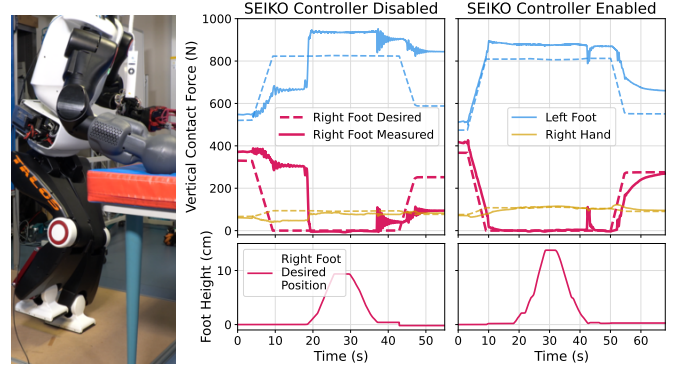 SEIKO Controller Disabled
SEIKO Controller Enabled
Vertical Contact Force (N)
1000
800
600
400
200
0
Right Foot Desired
Right Foot Measured
Left Foot
Right Hand
Foot Height (cm)
10
0
Right Foot
Desired
Position
0 10 20 30 40 50
0 10 20 30 40 50 60
Time (s)
Time (s)
TALOS